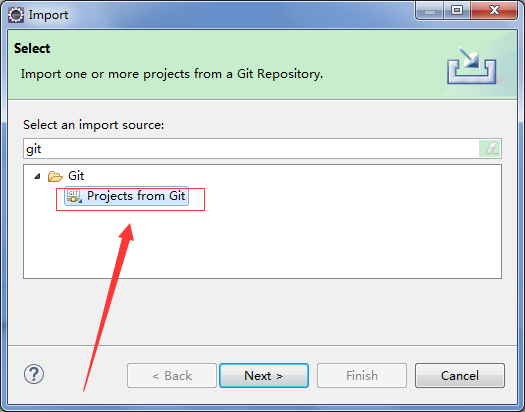 Import
Select
Import one or more projects from a Git Repository.
Select an import source:
git
Git
GIT
Projects from Git
?
< Back
Next >
Finish
Cancel